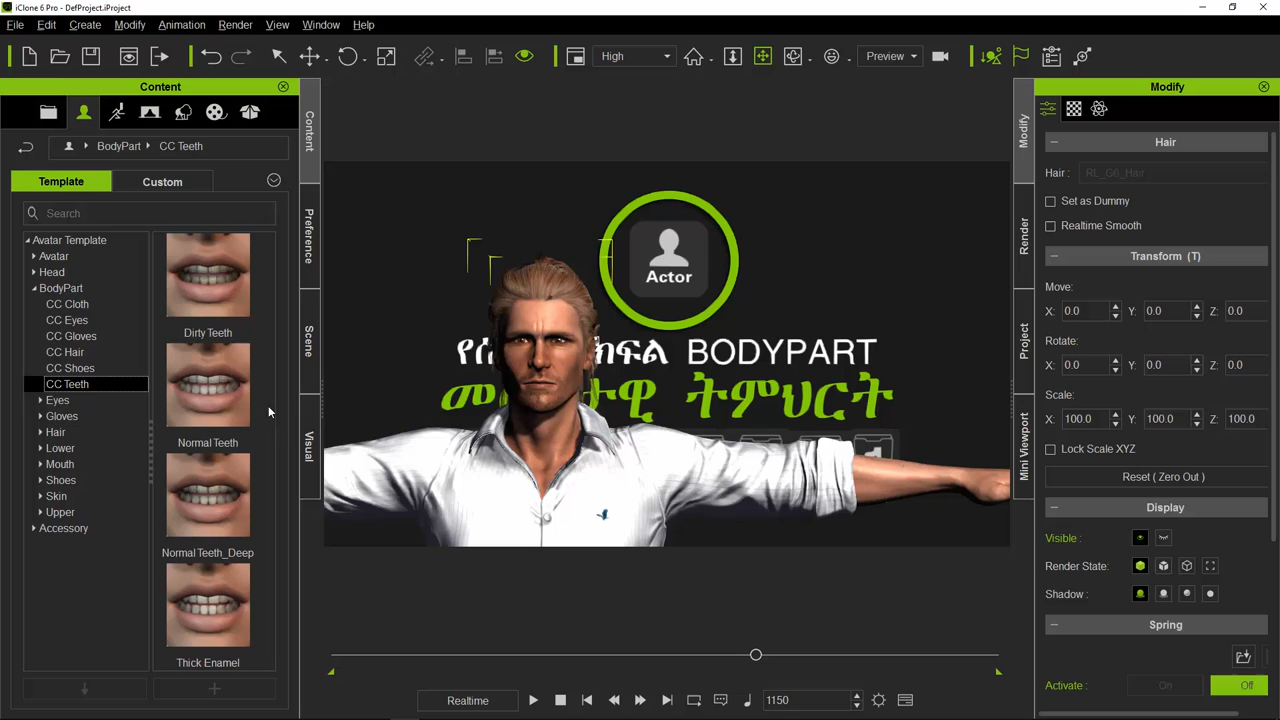 iClone 6 Pro - DefProject.iProject
File Edit Create Modify Animation Render View Window Help
High Preview
Content
Modify
BodyPart CC Teeth
Template Custom
Search
Avatar Template
Avatar
Head
BodyPart
CC Cloth
CC Eyes
CC Gloves
CC Hair
CC Shoes
CC Teeth
Eyes
Gloves
Hair
Lower
Mouth
Shoes
Skin
Upper
Accessory
Dirty Teeth
Normal Teeth
Normal Teeth_Deep
Thick Enamel
Content
Preference
Scene
Visual
Actor
ክፍል BODYPART
ትምህርት
Realtime 1150
Modify
Render
Project
Mini Viewport
Hair
Hair : RL_G6_Hair
Set as Dummy
Realtime Smooth
Transform (T)
Move:
X: 0.0 Y: 0.0 Z: 0.0
Rotate:
X: 0.0 Y: 0.0 Z: 0.0
Scale:
X: 100.0 Y: 100.0 Z: 100.0
Lock Scale XYZ
Reset ( Zero Out )
Display
Visible :
Render State:
Shadow :
Spring
Activate : On Off